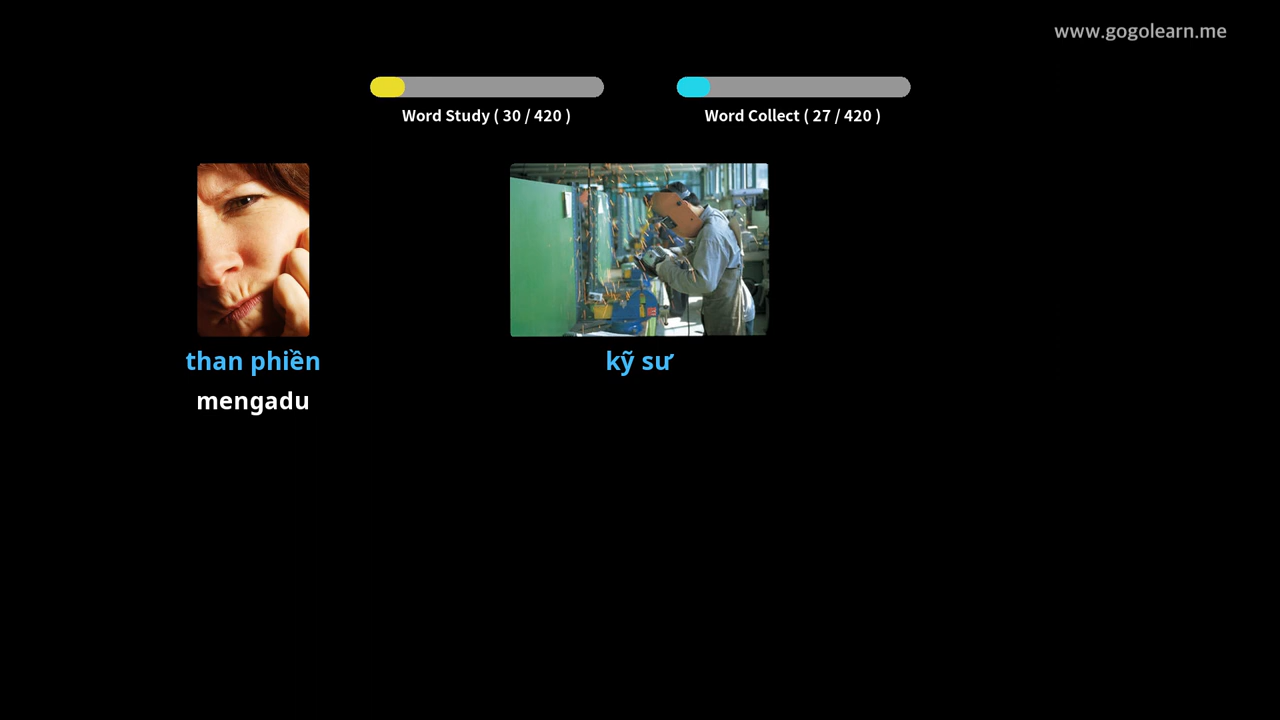 www.gogolearn.me
Word Study ( 30 / 420 )
Word Collect ( 27 / 420 )
than phiền
mengadu
kỹ sư